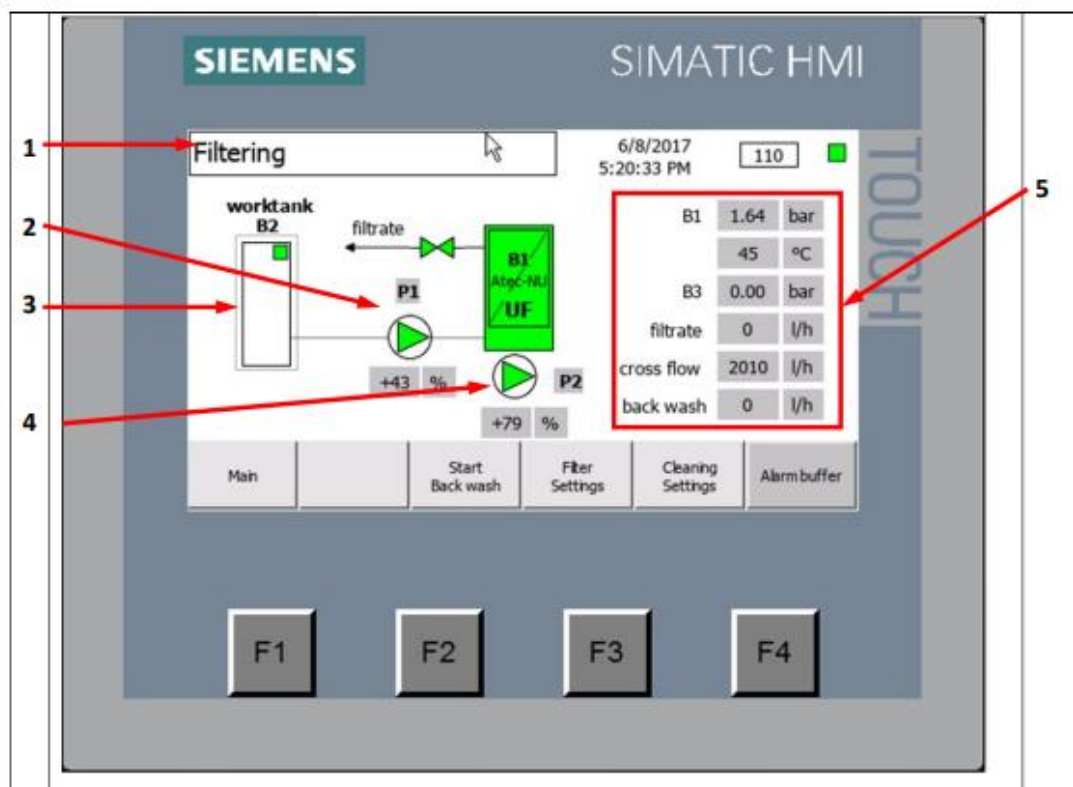 SIEMENS
SIMATIC HMI
TOUCH
1
2
3
4
5
Filtering
6/8/2017
5:20:33 PM
110
worktank
B2
filtrate
B1
Atec-NU
UF
P1
+43 %
P2
+79 %
B1 1.64 bar
45 °C
B3 0.00 bar
filtrate 0 l/h
cross flow 2010 l/h
back wash 0 l/h
Main
Start
Back wash
Filter
Settings
Cleaning
Settings
Alarm buffer
F1
F2
F3
F4